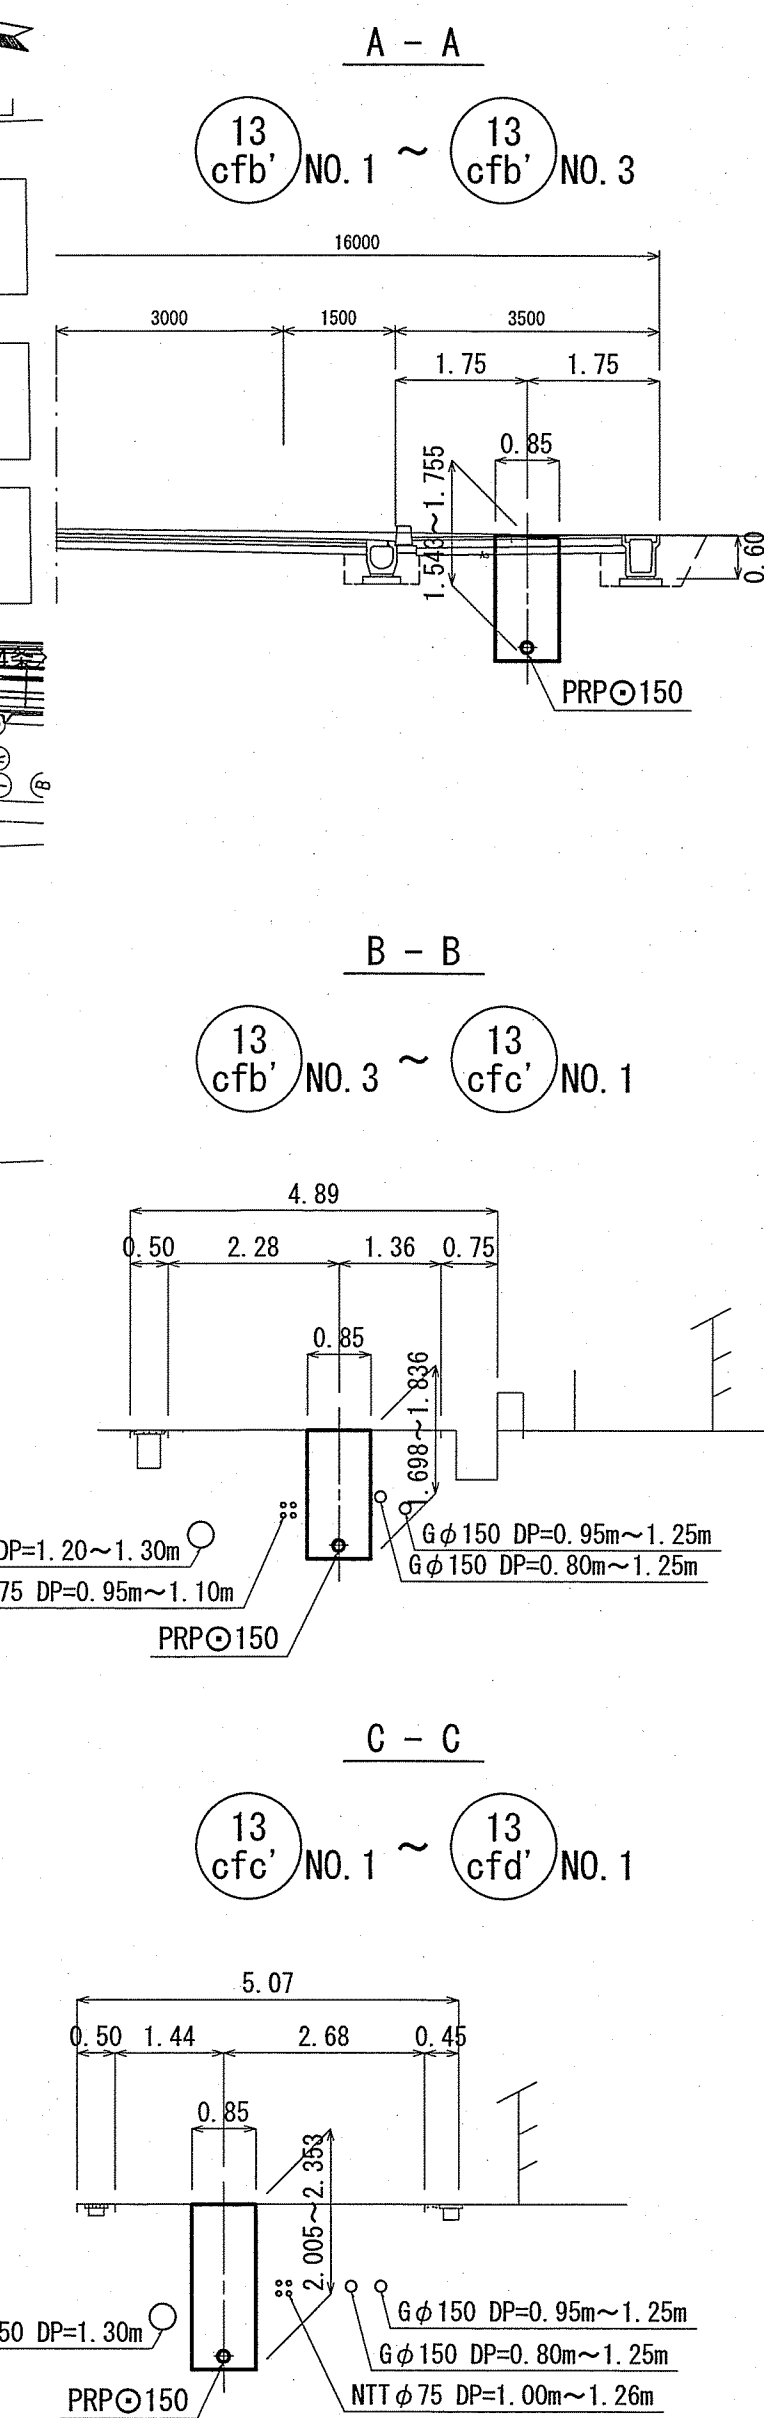 A - A
13
cfb' NO.1 ~ 13
cfb' NO.3
16000
3000 1500 3500
1.75 1.75
0.85
1.543~1.755
0.60
PRP⊙150
B
B - B
13
cfb' NO.3 ~ 13
cfc' NO.1
4.89
0.50 2.28 1.36 0.75
0.85
1.698~1.836
DP=1.20~1.30m
Gφ150 DP=0.95m~1.25m
Gφ150 DP=0.80m~1.25m
75 DP=0.95m~1.10m
PRP⊙150
C - C
13
cfc' NO.1 ~ 13
cfd' NO.1
5.07
0.50 1.44 2.68 0.45
0.85
2.005~2.353
50 DP=1.30m
Gφ150 DP=0.95m~1.25m
Gφ150 DP=0.80m~1.25m
NTTφ75 DP=1.00m~1.26m
PRP⊙150